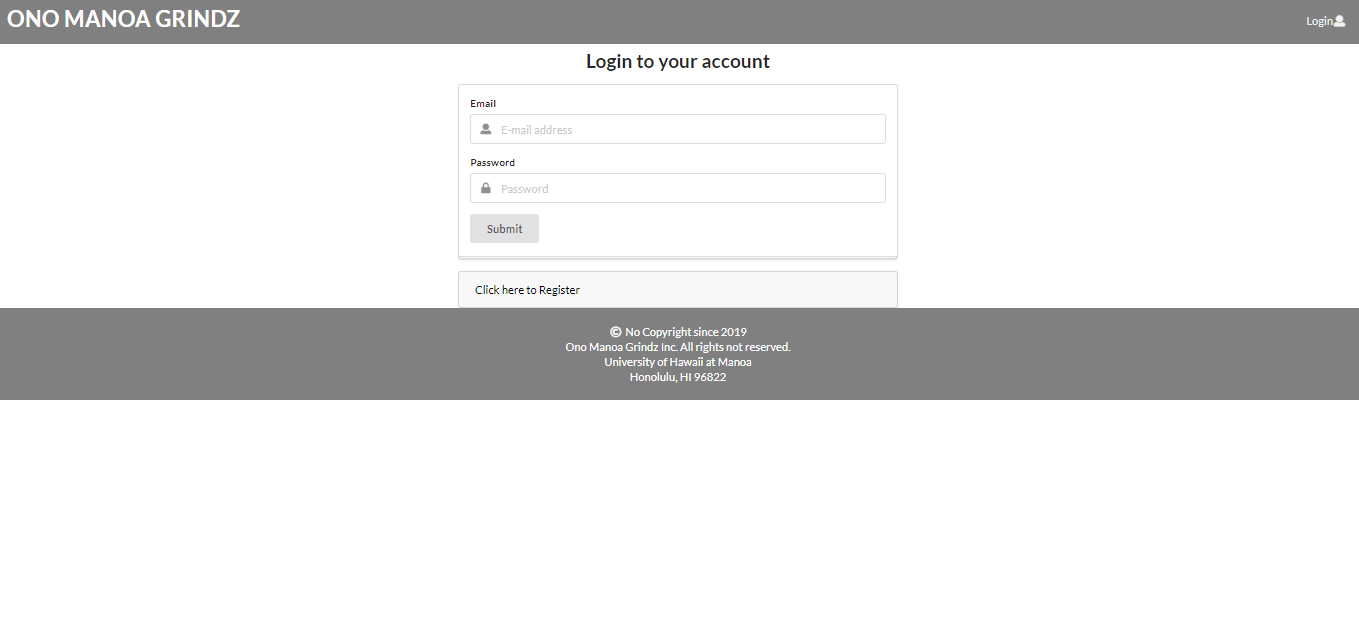 ONO MANOA GRINDZ
Login
Login to your account
Email
E-mail address
Password
Password
Submit
Click here to Register
© No Copyright since 2019
Ono Manoa Grindz Inc. All rights not reserved.
University of Hawaii at Manoa
Honolulu, HI 96822